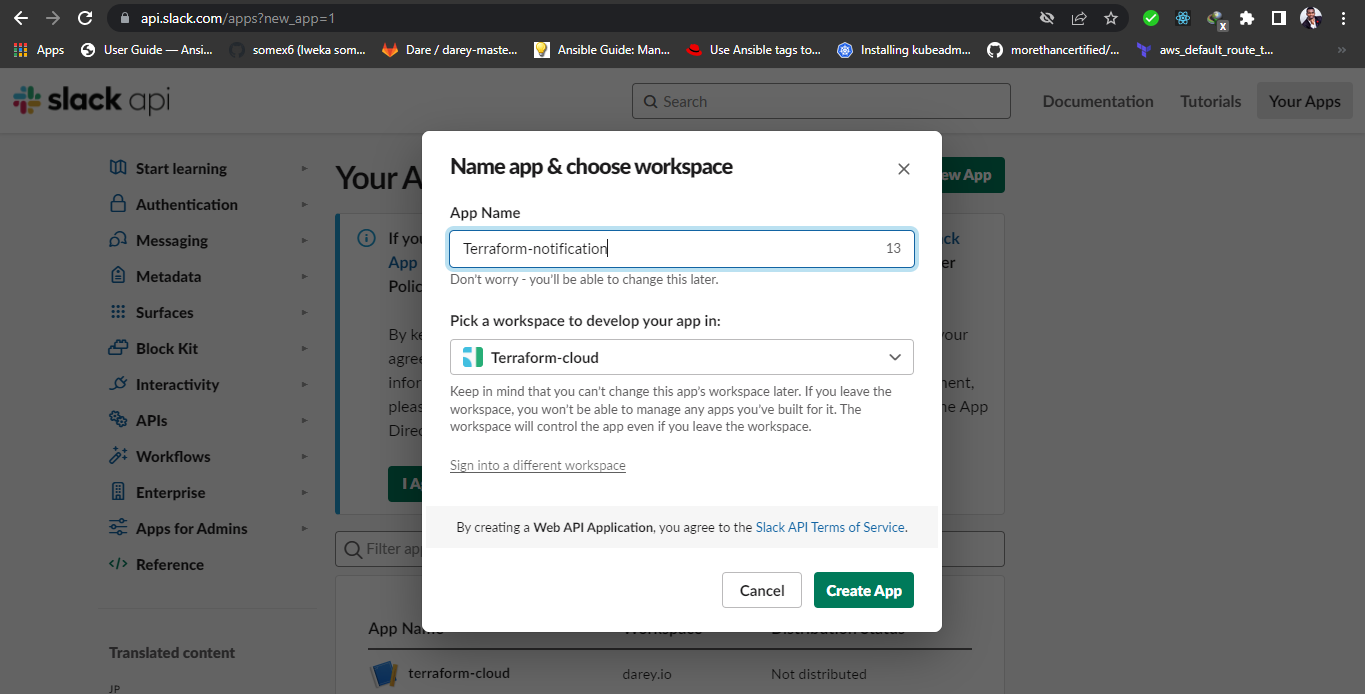 api.slack.com/apps?new_app=1
Apps
User Guide — Ansi...
somex6 (Iweka som...
Dare / darey-maste...
Ansible Guide: Man...
Use Ansible tags to...
Installing kubeadm...
morethancertified/...
aws_default_route_t...
»
slack api
Search
Documentation
Tutorials
Your Apps
Start learning
Authentication
Messaging
Metadata
Surfaces
Block Kit
Interactivity
APIs
Workflows
Enterprise
Apps for Admins
Reference
Translated content
JP
Your A
ew App
If you
ck
App
er
Polic
By ke
your
agree
infor
ment,
pleas
he App
Direc
I A
Name app & choose workspace
App Name
Terraform-notification
13
Don't worry - you'll be able to change this later.
Pick a workspace to develop your app in:
Terraform-cloud
Keep in mind that you can't change this app's workspace later. If you leave the
workspace, you won't be able to manage any apps you've built for it. The
workspace will control the app even if you leave the workspace.
Sign into a different workspace
By creating a Web API Application, you agree to the Slack API Terms of Service.
Cancel
Create App
Filter app
App Name
Workspace
Distribution Status
terraform-cloud
darey.io
Not distributed